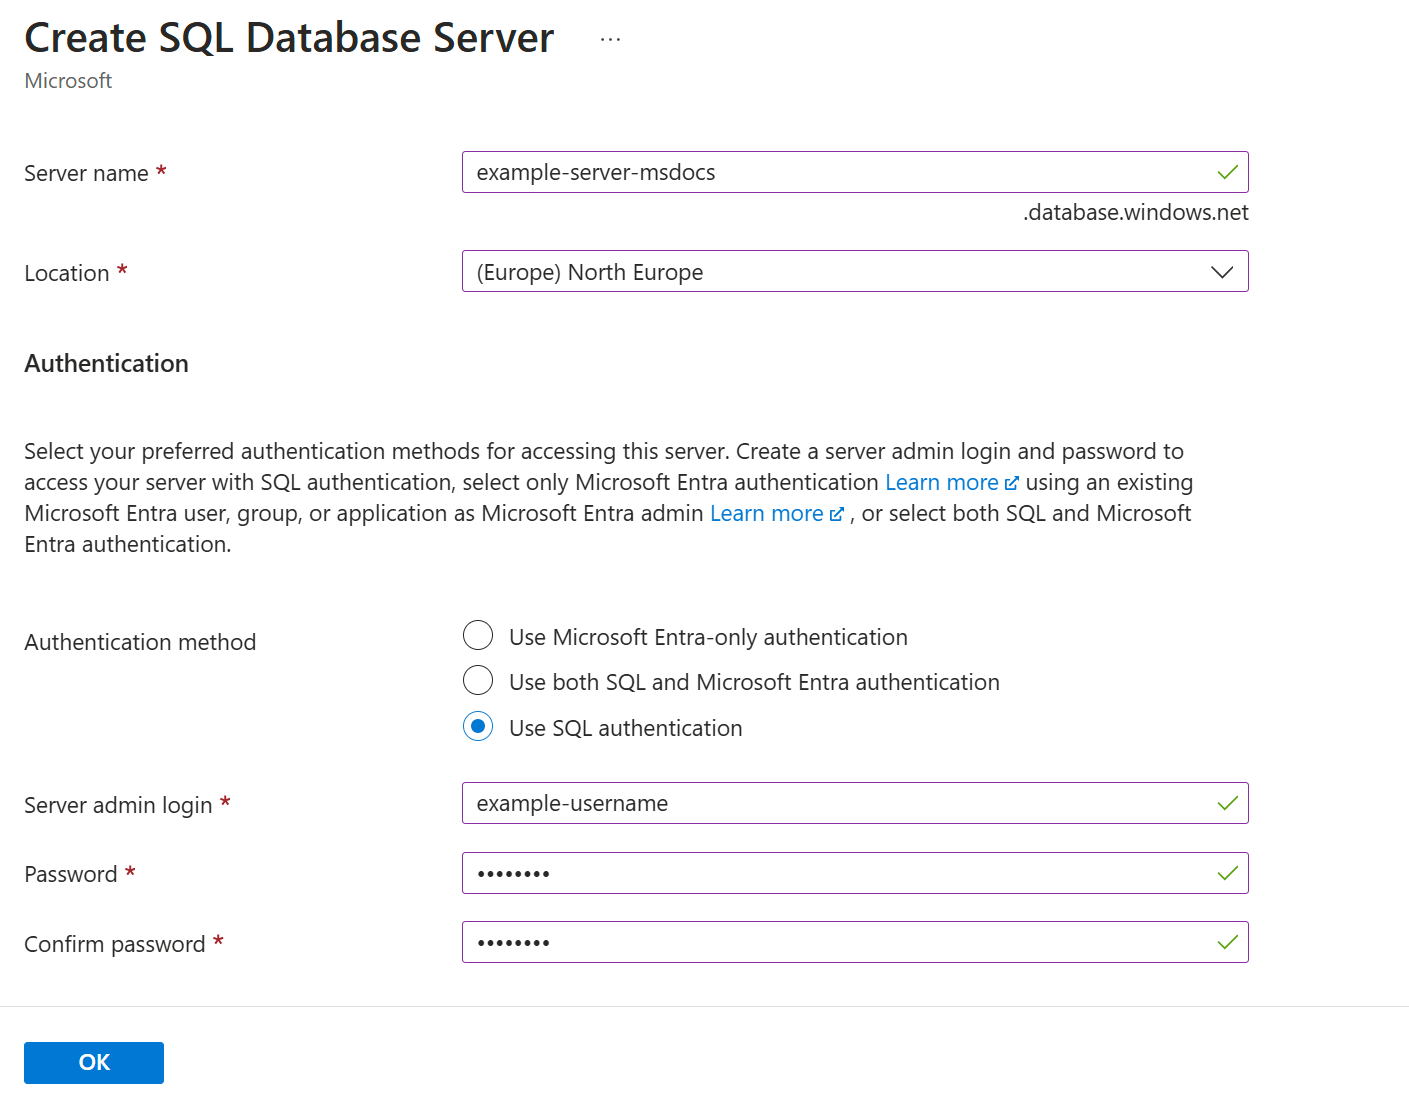 Create SQL Database Server ...
Microsoft
Server name *
example-server-msdocs
.database.windows.net
Location *
(Europe) North Europe
Authentication
Select your preferred authentication methods for accessing this server. Create a server admin login and password to
access your server with SQL authentication, select only Microsoft Entra authentication Learn more using an existing
Microsoft Entra user, group, or application as Microsoft Entra admin Learn more , or select both SQL and Microsoft
Entra authentication.
Authentication method
Use Microsoft Entra-only authentication
Use both SQL and Microsoft Entra authentication
Use SQL authentication
Server admin login *
example-username
Password *
••••••••
Confirm password *
••••••••
OK